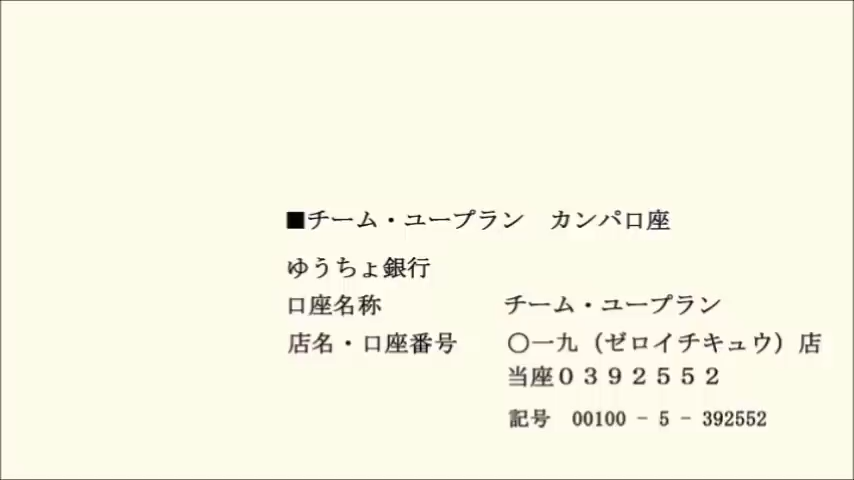 ■チーム・ユープラン　カンパ口座
ゆうちょ銀行
口座名称　チーム・ユープラン
店名・口座番号　〇一九（ゼロイチキュウ）店
当座０３９２５５２
記号　00100 － 5 － 392552